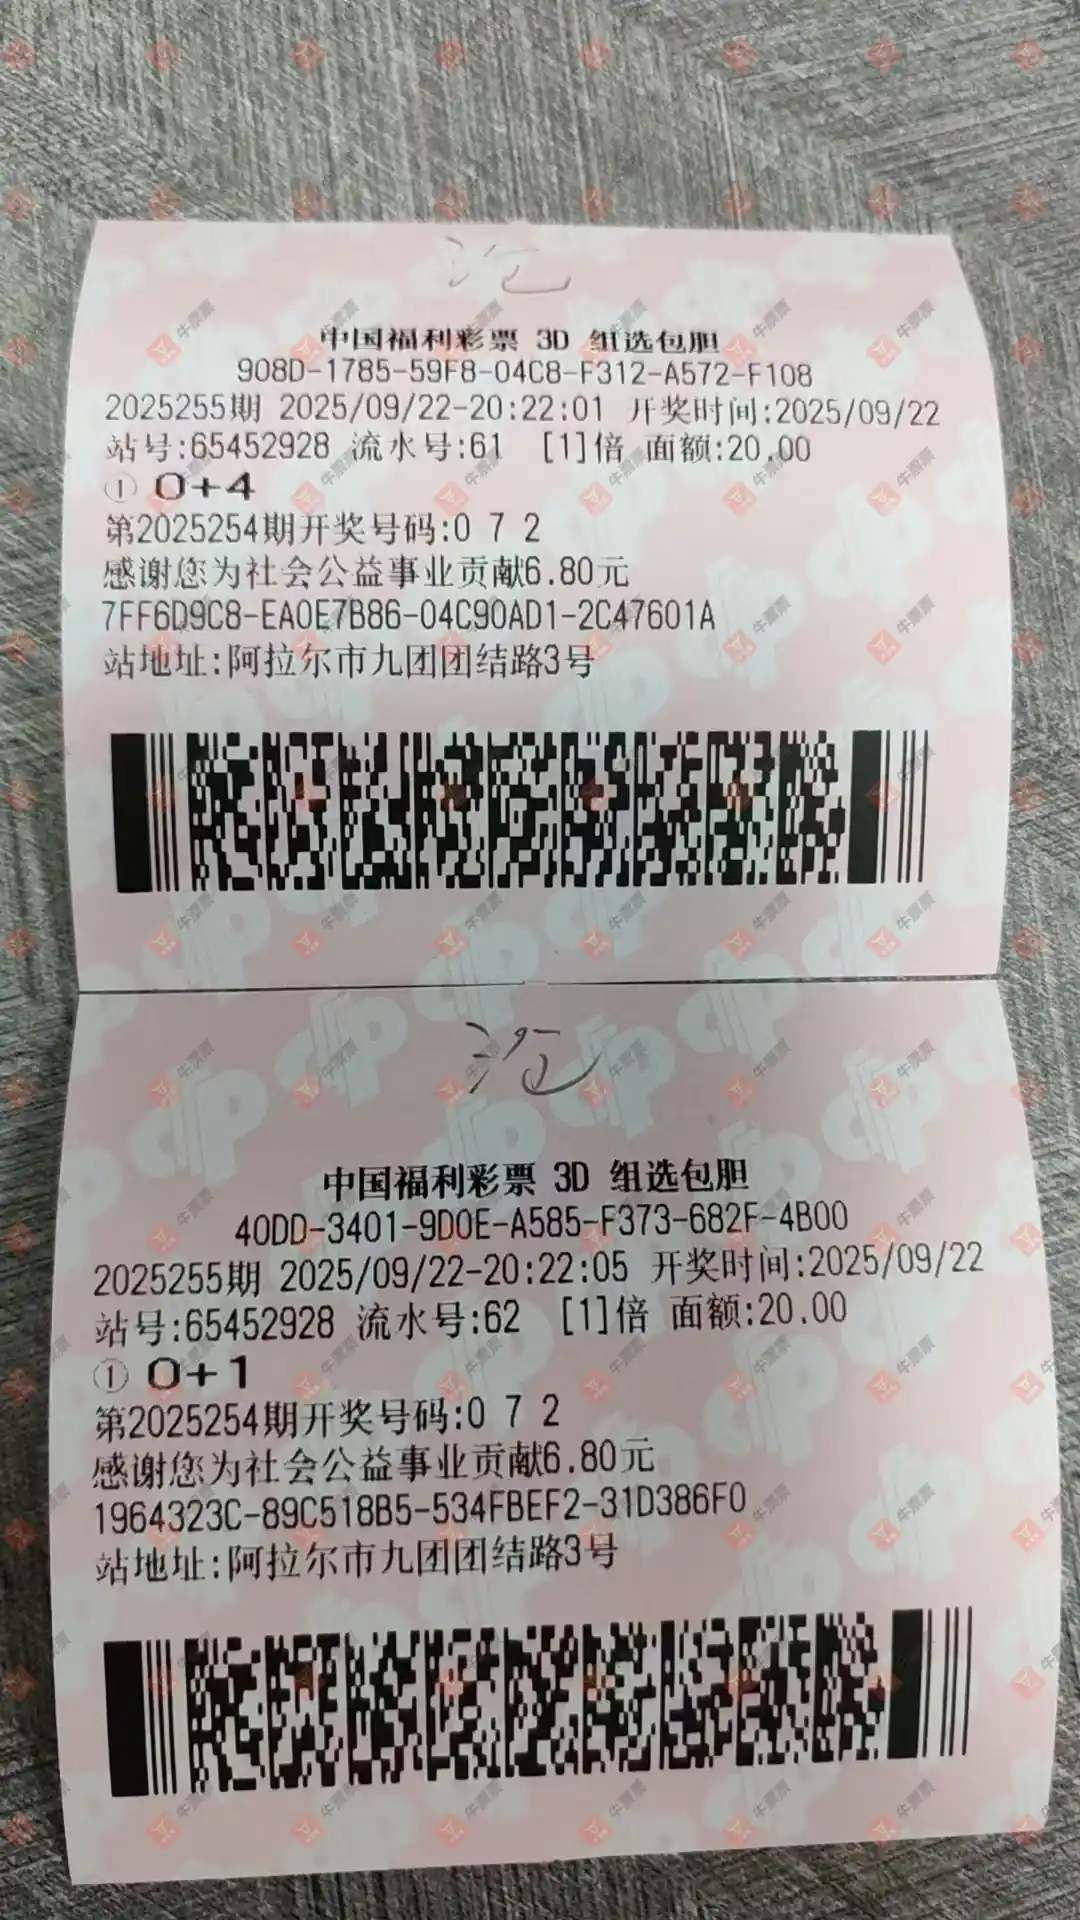 中国福利彩票 3D 组选包胆
908D-1785-59F8-04C8-F312-A572-F108
2025255期 2025/09/22-20:22:01 开奖时间:2025/09/22
站号:65452928 流水号:61 [1]倍 面额:20.00
① 0+4
第2025254期开奖号码:0 7 2
感谢您为社会公益事业贡献6.80元
7FF6D9C8-EA0E7B86-04C90AD1-2C47601A
站地址:阿拉尔市九团团结路3号
中国福利彩票 3D 组选包胆
40DD-3401-9D0E-A585-F373-682F-4B00
2025255期 2025/09/22-20:22:05 开奖时间:2025/09/22
站号:65452928 流水号:62 [1]倍 面额:20.00
① 0+1
第2025254期开奖号码:0 7 2
感谢您为社会公益事业贡献6.80元
1964323C-89C518B5-534FBEF2-31D386F0
站地址:阿拉尔市九团团结路3号
牛票票